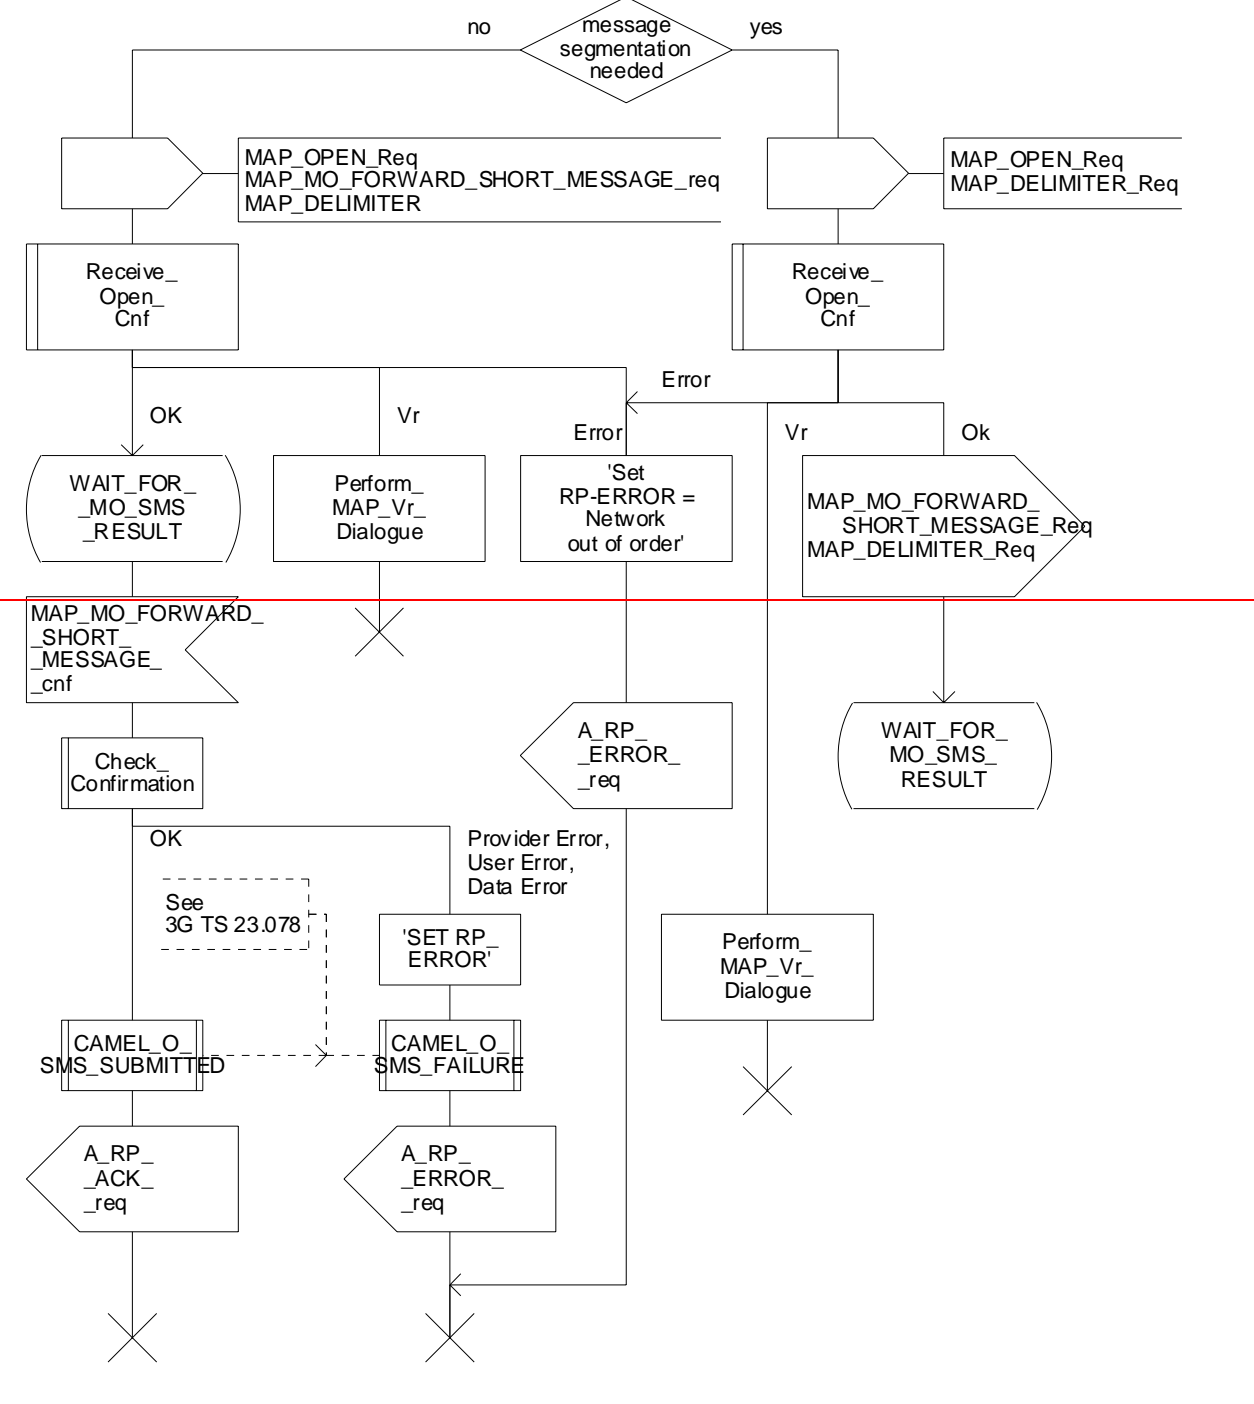 no
message
segmentation
needed
yes
MAP_OPEN_Req
MAP_MO_FORWARD_SHORT_MESSAGE_req
MAP_DELIMITER
MAP_OPEN_Req
MAP_DELIMITER_Req
Receive_
Open_
Cnf
Receive_
Open_
Cnf
Error
OK
Vr
Error
Vr
Ok
WAIT_FOR_
_MO_SMS
_RESULT
Perform_
MAP_Vr_
Dialogue
'Set
RP-ERROR =
Network
out of order'
MAP_MO_FORWARD_
SHORT_MESSAGE_Req
MAP_DELIMITER_Req
MAP_MO_FORWARD_
_SHORT_
_MESSAGE_
_cnf
A_RP_
_ERROR_
_req
WAIT_FOR_
MO_SMS_
RESULT
Check_
Confirmation
OK
Provider Error,
User Error,
Data Error
See
3G TS 23.078
'SET RP_
ERROR'
Perform_
MAP_Vr_
Dialogue
CAMEL_O_
SMS_SUBMITTED
CAMEL_O_
SMS_FAILURE
A_RP_
_ACK_
_req
A_RP_
_ERROR_
_req